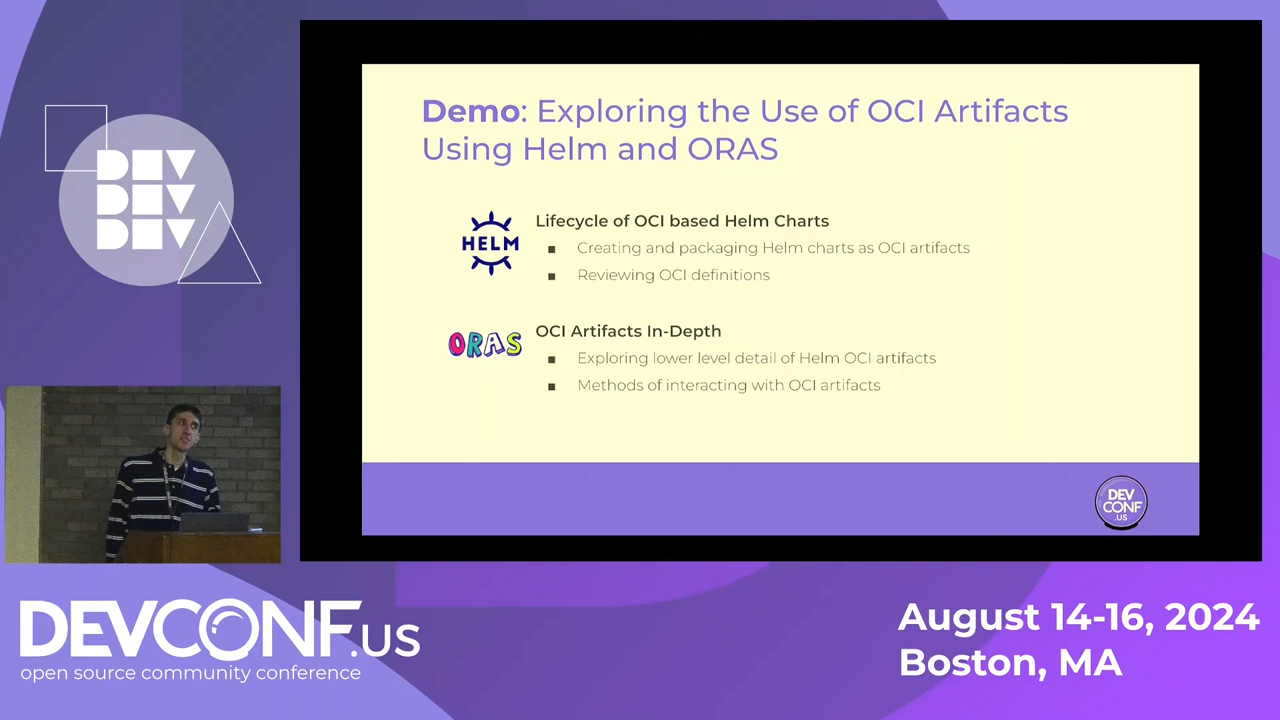 DEV
DEV
DEV
Demo: Exploring the Use of OCI Artifacts
Using Helm and ORAS
HELM
Lifecycle of OCI based Helm Charts
■ Creating and packaging Helm charts as OCI artifacts
■ Reviewing OCI definitions
ORAS
OCI Artifacts In-Depth
■ Exploring lower level detail of Helm OCI artifacts
■ Methods of interacting with OCI artifacts
DEV
CONF
.US
DEVCONF.US
open source community conference
August 14-16, 2024
Boston, MA